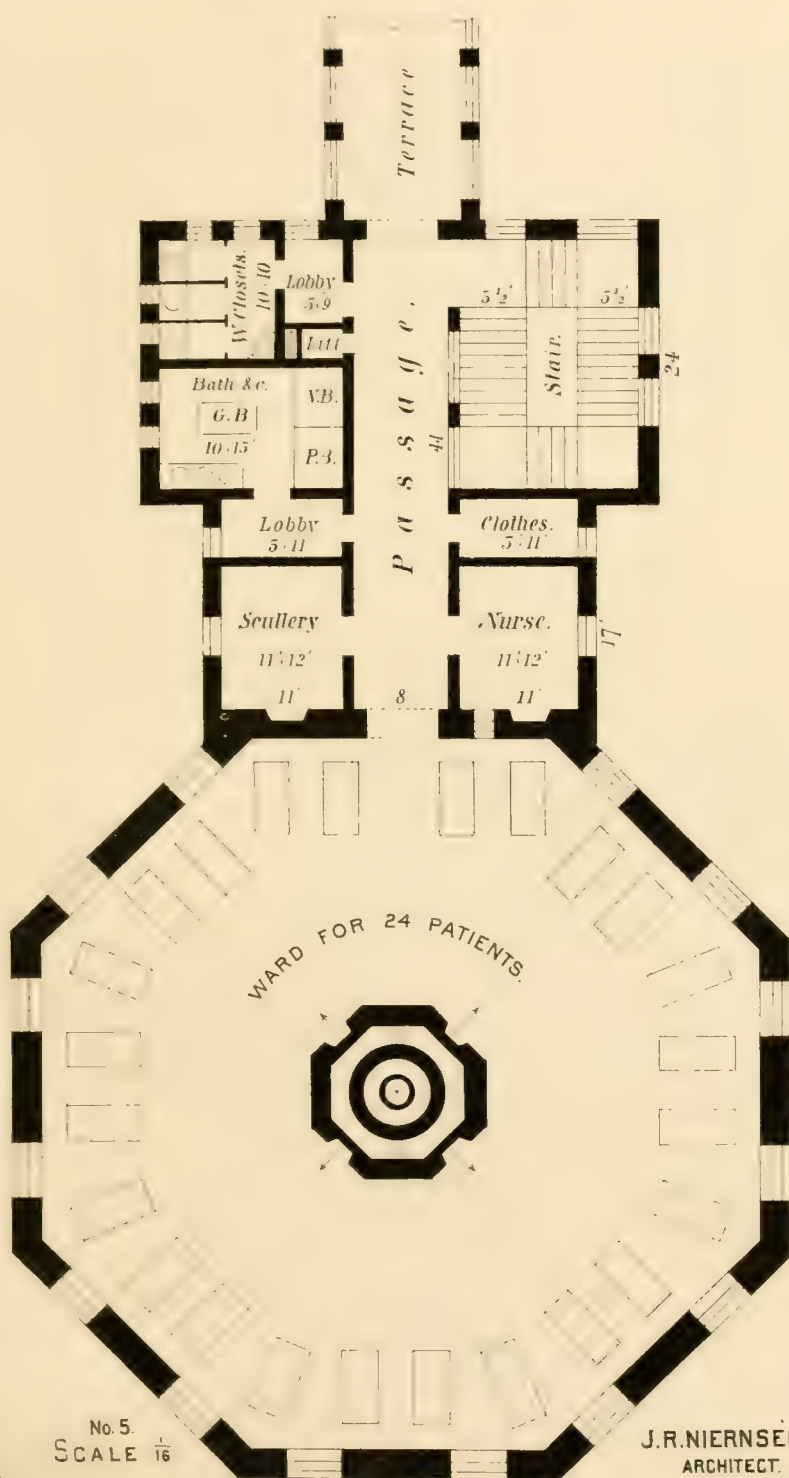 Terrace
W Closets.
10·10
Lobby
5·9
Lift
5½'
5½'
Stair.
24
Bath &c.
G.B
10·15'
V.B.
P.B.
Passage.
44
Lobby
5·11
Clothes.
5'·11'
Scullery
11'·12'
11'
8
Nurse.
11'·12'
11'
17'
WARD FOR 24 PATIENTS.
No. 5.
SCALE 1/16
J.R.NIERNSE
ARCHITECT.